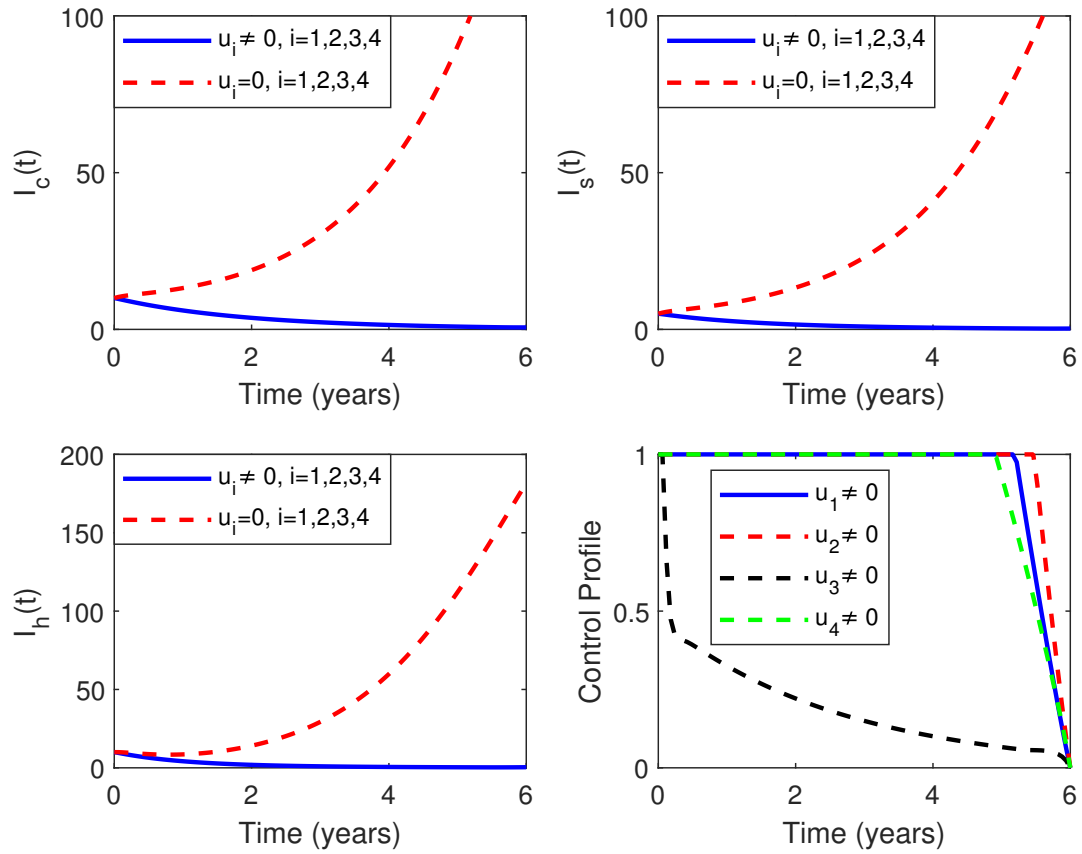 100
50
0
I_c(t)
u_i ≠ 0, i=1,2,3,4
u_i=0, i=1,2,3,4
0 2 4 6
Time (years)
100
50
0
I_s(t)
u_i ≠ 0, i=1,2,3,4
u_i=0, i=1,2,3,4
0 2 4 6
Time (years)
200
150
100
50
0
I_h(t)
u_i ≠ 0, i=1,2,3,4
u_i=0, i=1,2,3,4
0 2 4 6
Time (years)
1
0.5
0
Control Profile
u_1 ≠ 0
u_2 ≠ 0
u_3 ≠ 0
u_4 ≠ 0
0 2 4 6
Time (years)